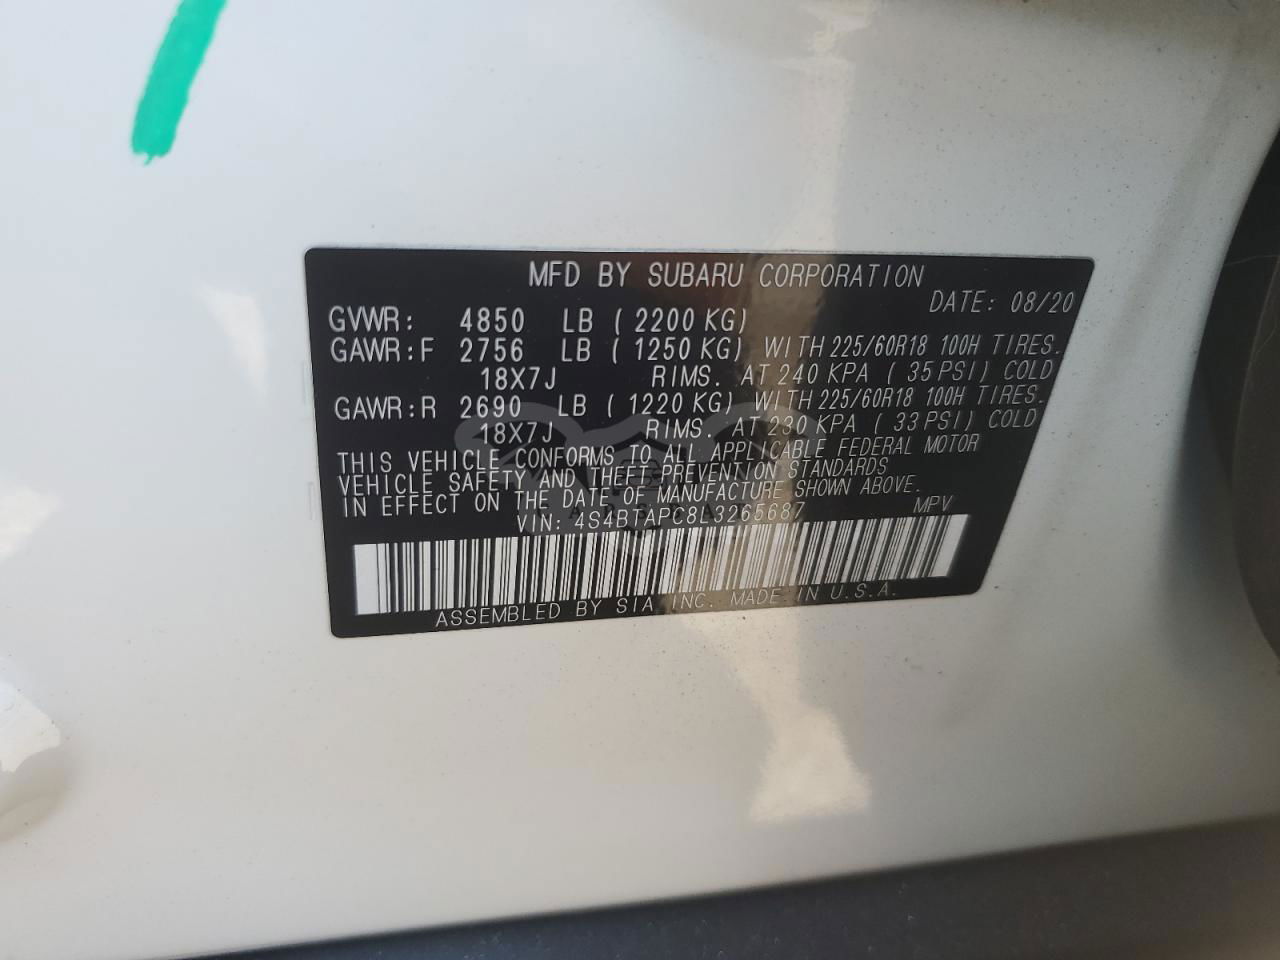 MFD BY SUBARU CORPORATION
DATE: 08/20
GVWR: 4850 LB (2200 KG)
GAWR:F 2756 LB (1250 KG) WITH 225/60R18 100H TIRES.
18X7J RIMS. AT 240 KPA (35 PSI) COLD
GAWR:R 2690 LB (1220 KG) WITH 225/60R18 100H TIRES.
18X7J RIMS. AT 230 KPA (33 PSI) COLD
THIS VEHICLE CONFORMS TO ALL APPLICABLE FEDERAL MOTOR
VEHICLE SAFETY AND THEFT PREVENTION STANDARDS
IN EFFECT ON THE DATE OF MANUFACTURE SHOWN ABOVE.
VIN: 4S4BTAPC8L3265687 MPV
ASSEMBLED BY SIA INC. MADE IN U.S.A.